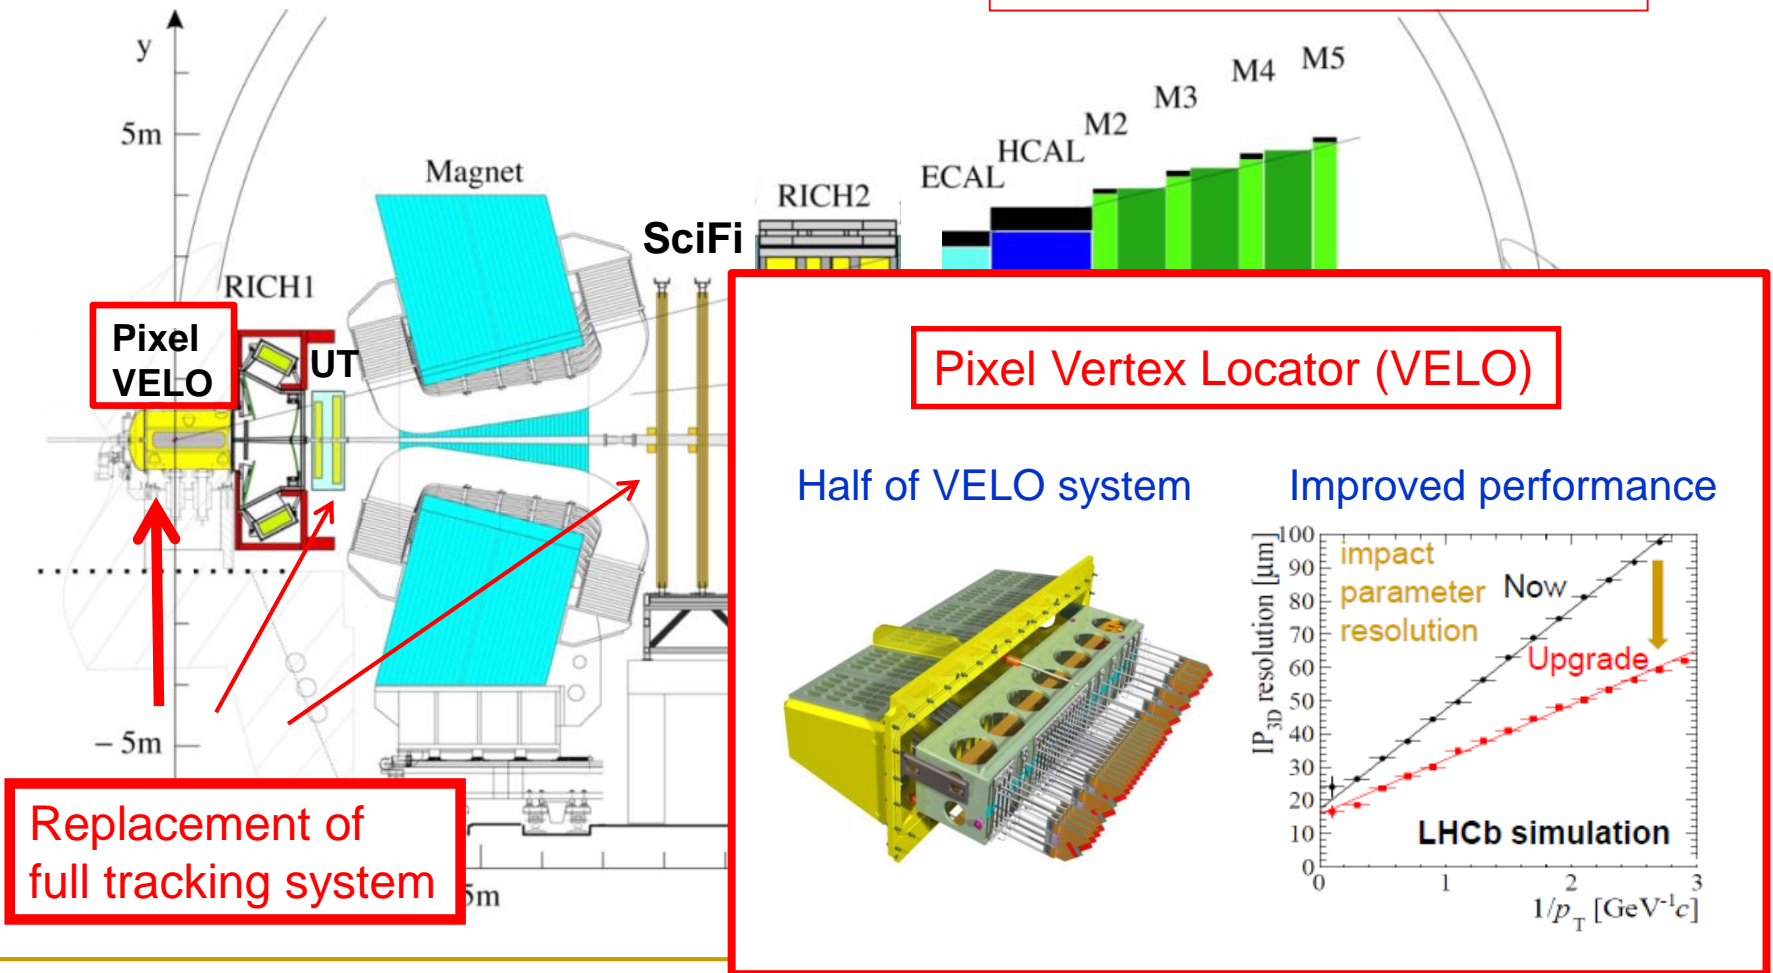 y
5m
Magnet
SciFi
RICH2
ECAL
HCAL
M2
M3
M4
M5
RICH1
Pixel
VELO
UT
– 5m
Replacement of
full tracking system
5m
Pixel Vertex Locator (VELO)
Half of VELO system
Improved performance
IP3D resolution [µm]
100
90
80
70
60
50
40
30
20
10
0
impact
parameter
resolution
Now
Upgrade
LHCb simulation
0
1
2
3
1/pT [GeV-1c]